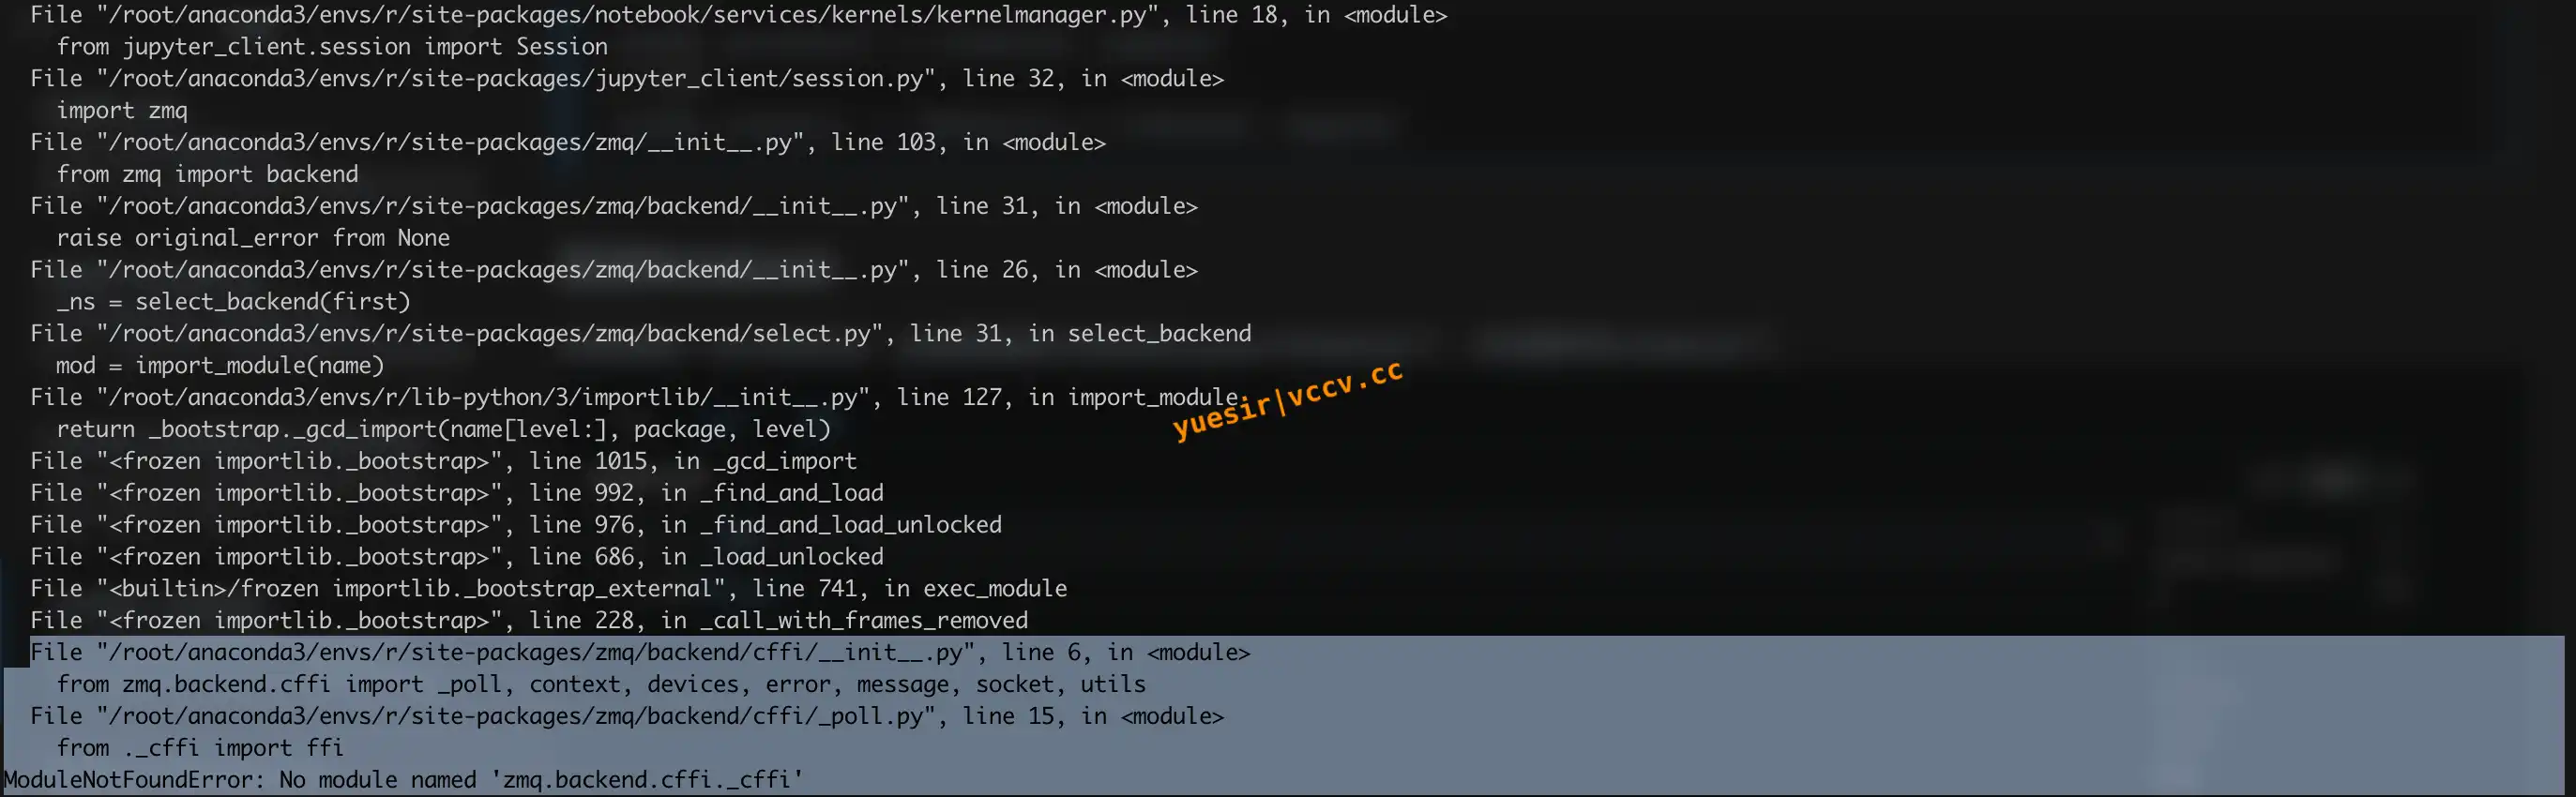 File "/root/anaconda3/envs/r/site-packages/notebook/services/kernels/kernelmanager.py", line 18, in <module>
from jupyter_client.session import Session
File "/root/anaconda3/envs/r/site-packages/jupyter_client/session.py", line 32, in <module>
import zmq
File "/root/anaconda3/envs/r/site-packages/zmq/__init__.py", line 103, in <module>
from zmq import backend
File "/root/anaconda3/envs/r/site-packages/zmq/backend/__init__.py", line 31, in <module>
raise original_error from None
File "/root/anaconda3/envs/r/site-packages/zmq/backend/__init__.py", line 26, in <module>
_ns = select_backend(first)
File "/root/anaconda3/envs/r/site-packages/zmq/backend/select.py", line 31, in select_backend
mod = import_module(name)
File "/root/anaconda3/envs/r/lib-python/3/importlib/__init__.py", line 127, in import_module
yuesir|vccv.cc
return _bootstrap._gcd_import(name[level:], package, level)
File "<frozen importlib._bootstrap>", line 1015, in _gcd_import
File "<frozen importlib._bootstrap>", line 992, in _find_and_load
File "<frozen importlib._bootstrap>", line 976, in _find_and_load_unlocked
File "<frozen importlib._bootstrap>", line 686, in _load_unlocked
File "<builtin>/frozen importlib._bootstrap_external", line 741, in exec_module
File "<frozen importlib._bootstrap>", line 228, in _call_with_frames_removed
File "/root/anaconda3/envs/r/site-packages/zmq/backend/cffi/__init__.py", line 6, in <module>
from zmq.backend.cffi import _poll, context, devices, error, message, socket, utils
File "/root/anaconda3/envs/r/site-packages/zmq/backend/cffi/_poll.py", line 15, in <module>
from ._cffi import ffi
ModuleNotFoundError: No module named 'zmq.backend.cffi._cffi'